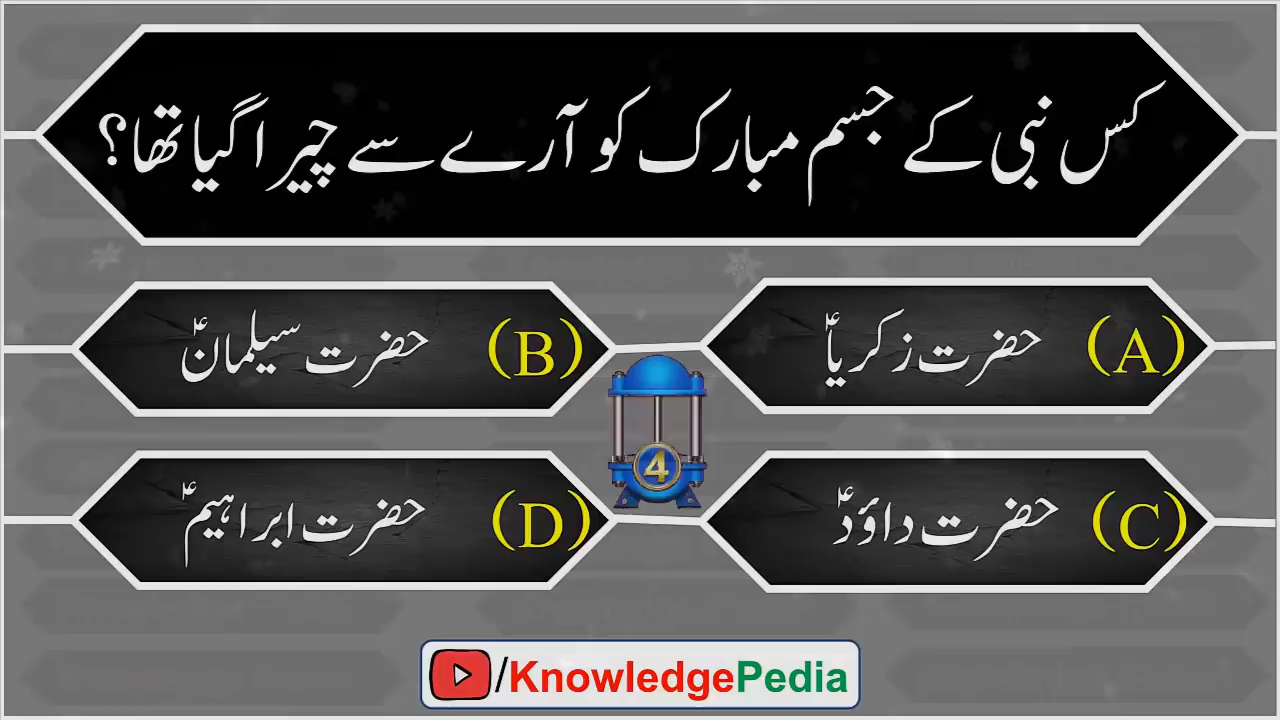 کس نبی کے جسم مبارک کو آرے سے چیرا گیا تھا؟
(A) حضرت زکریاؑ
(B) حضرت سیلمانؑ
4
(C) حضرت داؤدؑ
(D) حضرت ابراہیمؑ
/KnowledgePedia